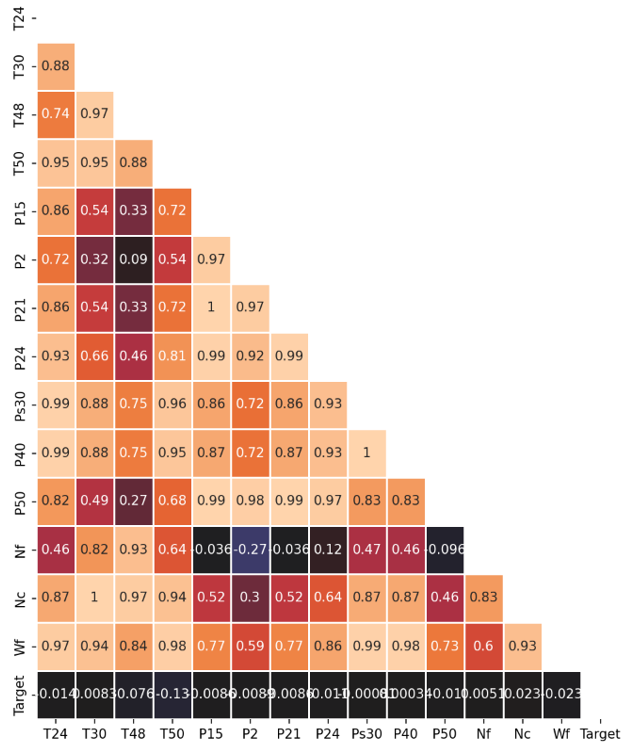 T24
T30 0.88
T48 0.74 0.97
T50 0.95 0.95 0.88
P15 0.86 0.54 0.33 0.72
P2 0.72 0.32 0.09 0.54 0.97
P21 0.86 0.54 0.33 0.72 1 0.97
P24 0.93 0.66 0.46 0.81 0.99 0.92 0.99
Ps30 0.99 0.88 0.75 0.96 0.86 0.72 0.86 0.93
P40 0.99 0.88 0.75 0.95 0.87 0.72 0.87 0.93 1
P50 0.82 0.49 0.27 0.68 0.99 0.98 0.99 0.97 0.83 0.83
Nf 0.46 0.82 0.93 0.64 -0.036 -0.27 -0.036 0.12 0.47 0.46 -0.096
Nc 0.87 1 0.97 0.94 0.52 0.3 0.52 0.64 0.87 0.87 0.46 0.83
Wf 0.97 0.94 0.84 0.98 0.77 0.59 0.77 0.86 0.99 0.98 0.73 0.6 0.93
Target -0.014 -0.076 -0.13 -0.023
T24 T30 T48 T50 P15 P2 P21 P24 Ps30 P40 P50 Nf Nc Wf Target